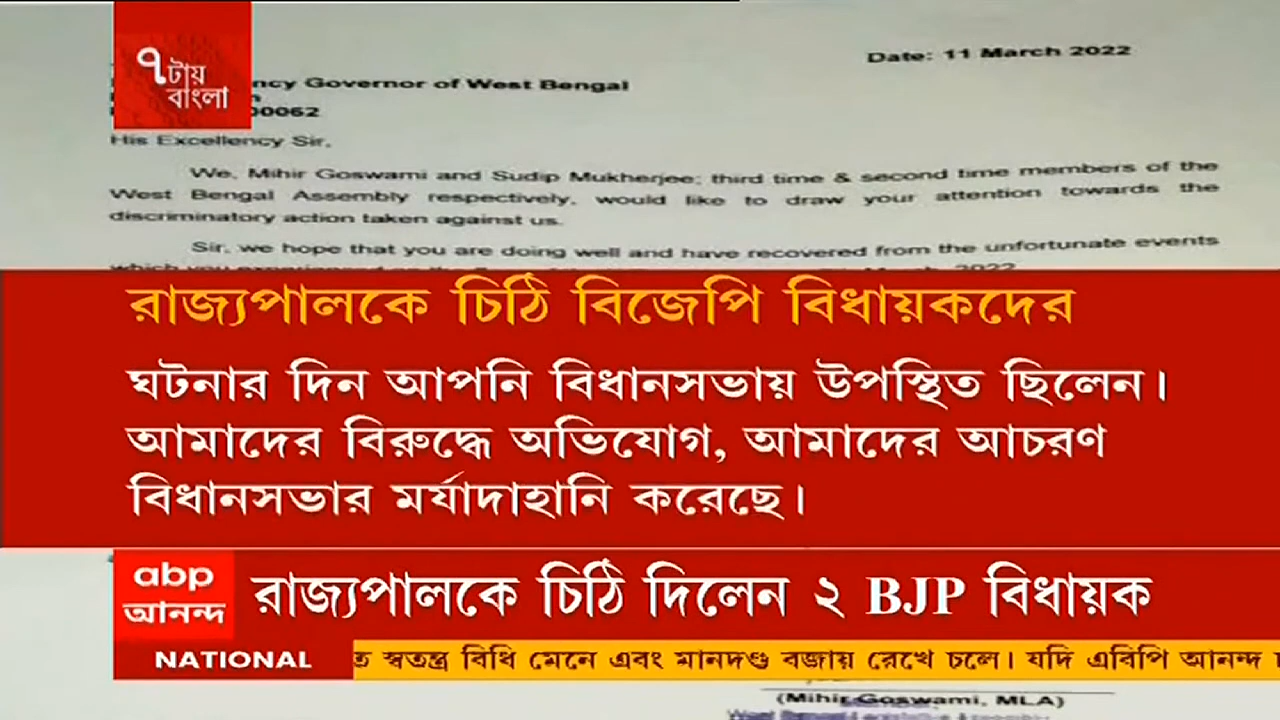 ৭টায়
বাংলা
Date: 11 March 2022
Governor of West Bengal
His Excellency Sir,
We, Mihir Goswami and Sudip Mukherjee; third time & second time members of the
West Bengal Assembly respectively, would like to draw your attention towards the
discriminatory action taken against us.
Sir, we hope that you are doing well and have recovered from the unfortunate events
রাজ্যপালকে চিঠি বিজেপি বিধায়কদের
ঘটনার দিন আপনি বিধানসভায় উপস্থিত ছিলেন।
আমাদের বিরুদ্ধে অভিযোগ, আমাদের আচরণ
বিধানসভার মর্যাদাহানি করেছে।
abp
আনন্দ
রাজ্যপালকে চিঠি দিলেন ২ BJP বিধায়ক
NATIONAL
স্বতন্ত্র বিধি মেনে এবং মানদণ্ড বজায় রেখে চলে। যদি এবিপি আনন্দ
(Mihir Goswami, MLA)